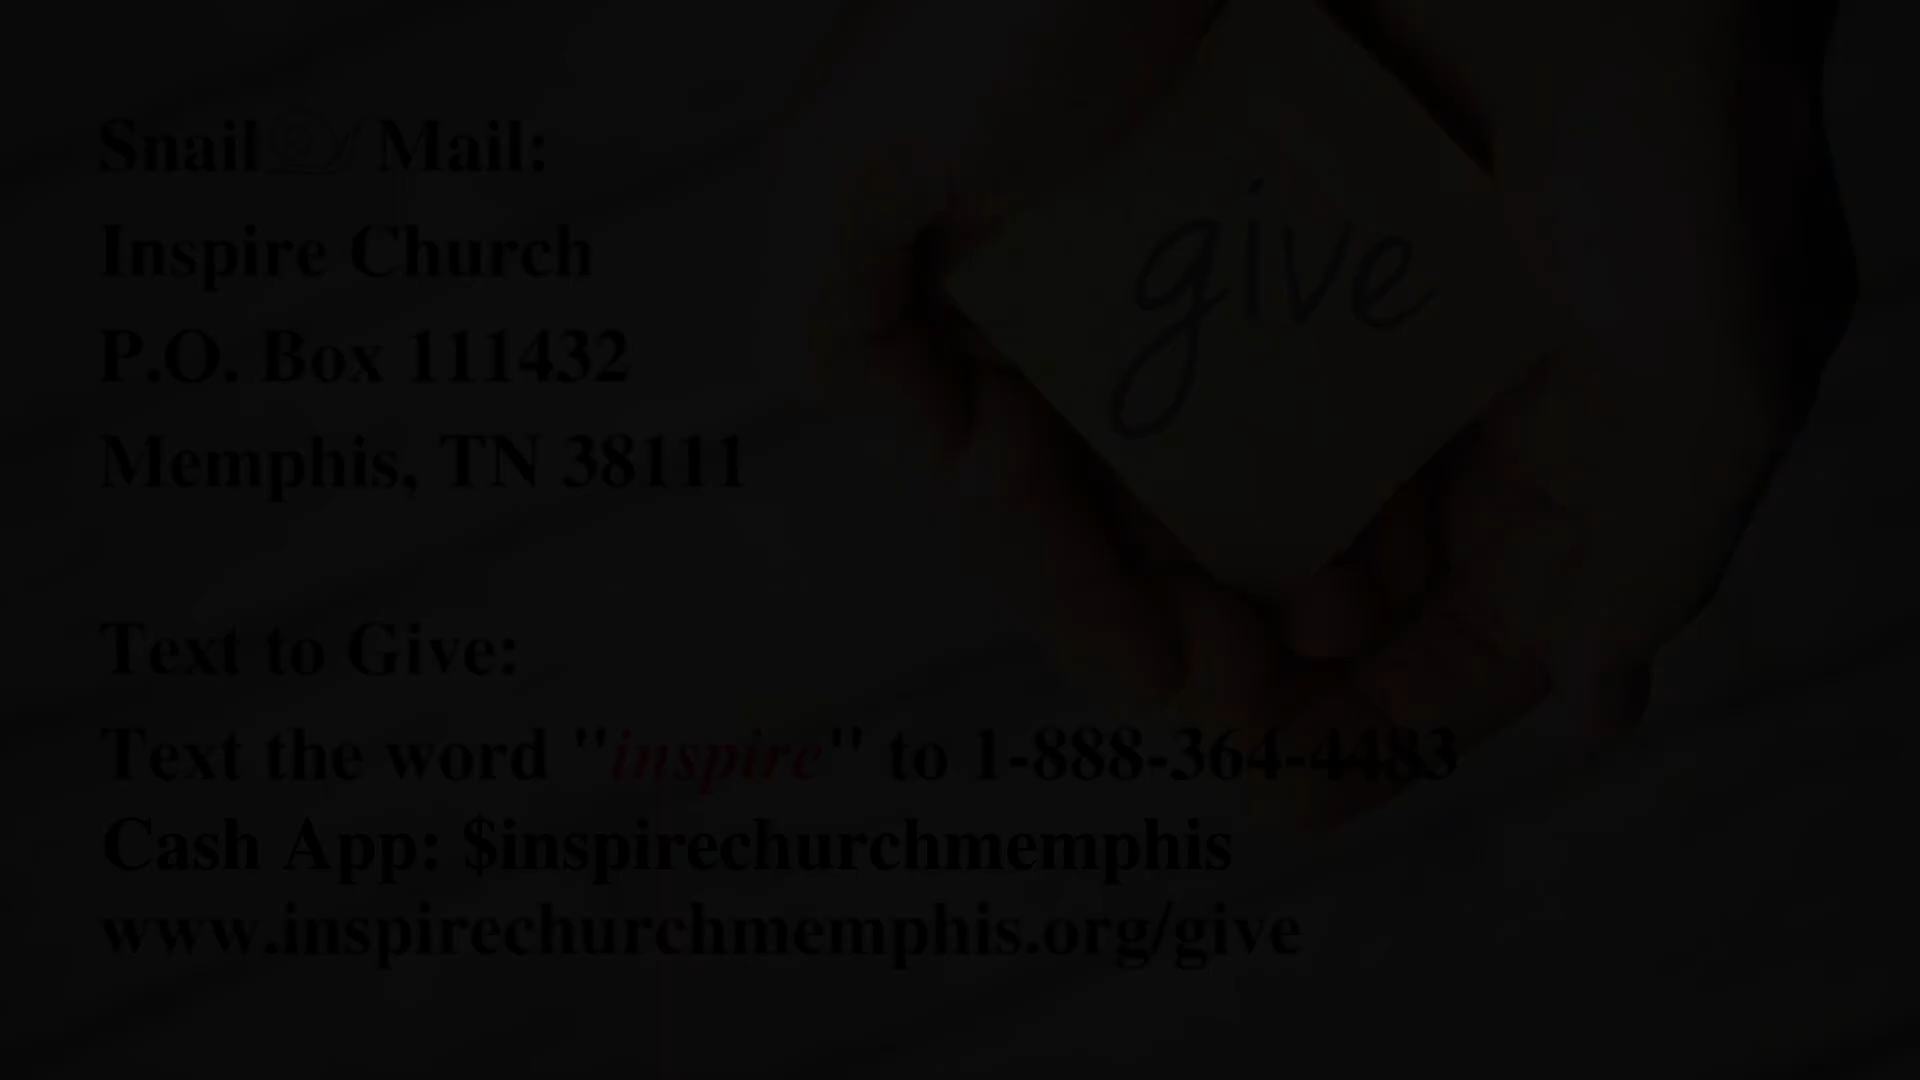 Snail Mail:
Inspire Church
P.O. Box 111432
Memphis, TN 38111
give
Text to Give:
Text the word "inspire" to 1-888-364-4483
Cash App: $inspirechurchmemphis
www.inspirechurchmemphis.org/give